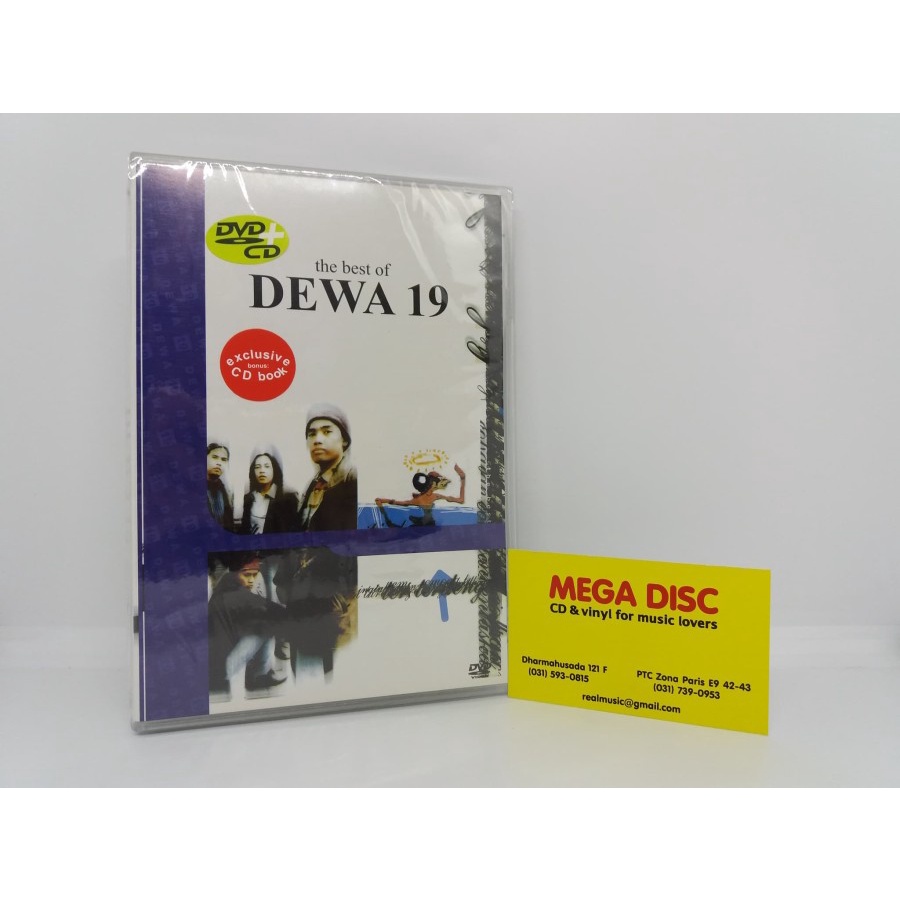 DVD+
CD
the best of
DEWA 19
exclusive
bonus:
CD book
MEGA DISC
CD & vinyl for music lovers
Dharmahusada 121 F
(031) 593-0815
PTC Zona Paris E9 42-43
(031) 739-0953
realmusic@gmail.com